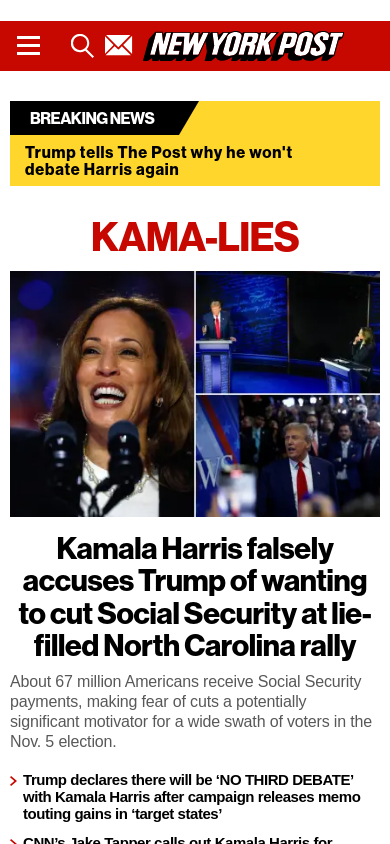 NEW YORK POST
BREAKING NEWS
Trump tells The Post why he won't
debate Harris again
KAMA-LIES
Kamala Harris falsely
accuses Trump of wanting
to cut Social Security at lie-
filled North Carolina rally
About 67 million Americans receive Social Security
payments, making fear of cuts a potentially
significant motivator for a wide swath of voters in the
Nov. 5 election.
Trump declares there will be ‘NO THIRD DEBATE’
with Kamala Harris after campaign releases memo
touting gains in ‘target states’
CNN’s Jake Tapper calls out Kamala Harris for